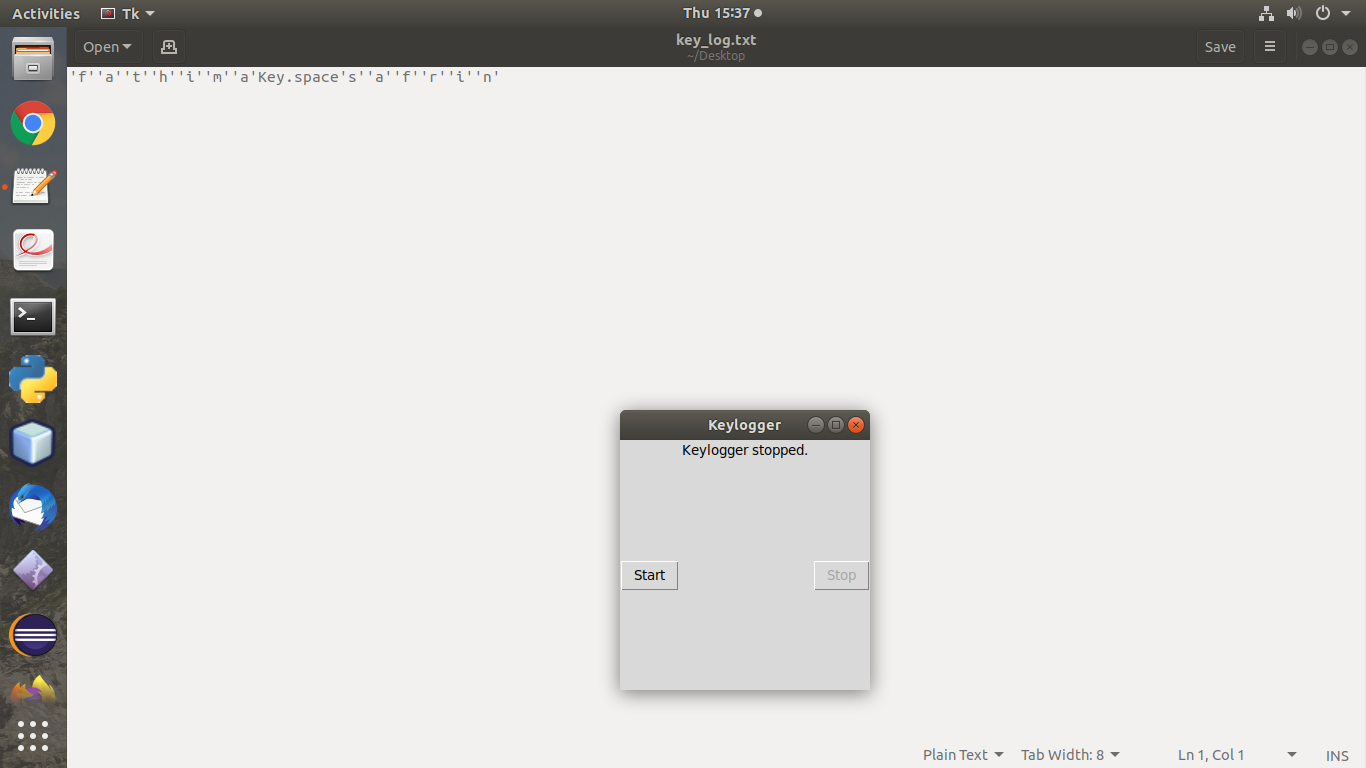 Activities Tk Thu 15:37
Open key_log.txt Save
~/Desktop
'f''a''t''h''i''m''a'Key.space's''a''f''r''i''n'
Keylogger
Keylogger stopped.
Start Stop
Plain Text Tab Width: 8 Ln 1, Col 1 INS